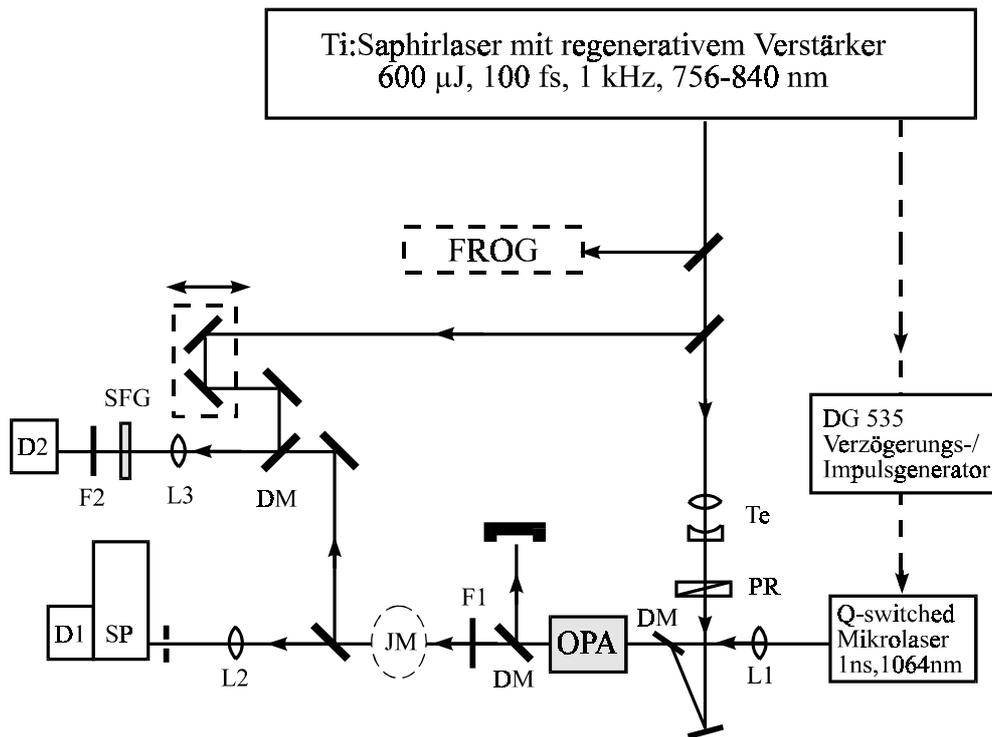 Ti:Saphirlaser mit regenerativem Verstärker
600 µJ, 100 fs, 1 kHz, 756-840 nm
FROG
SFG
D2
F2
L3
DM
DG 535
Verzögerungs-/
Impulsgenerator
Te
PR
D1
SP
L2
JM
F1
DM
OPA
DM
L1
Q-switched
Mikrolaser
1ns,1064nm